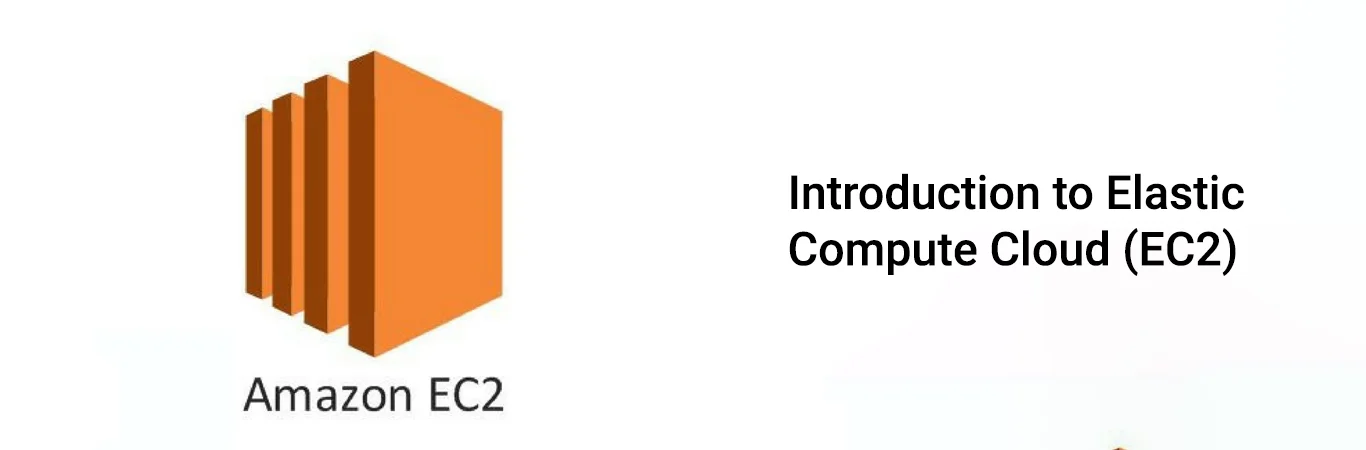 Amazon EC2
Introduction to Elastic
Compute Cloud (EC2)